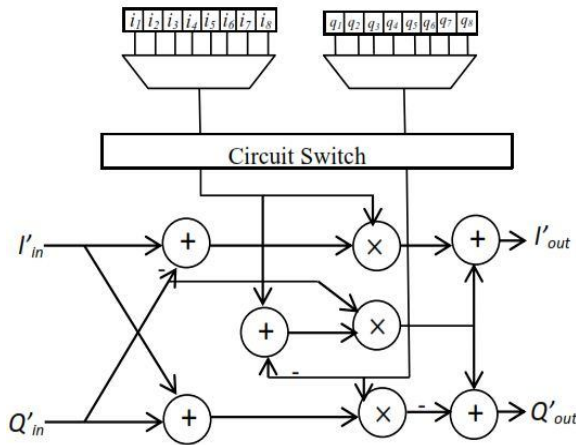 i1 i2 i3 i4 i5 i6 i7 i8
q1 q2 q3 q4 q5 q6 q7 q8
Circuit Switch
I'in + × + I'out
-
+ ×
-
Q'in + × - + Q'out